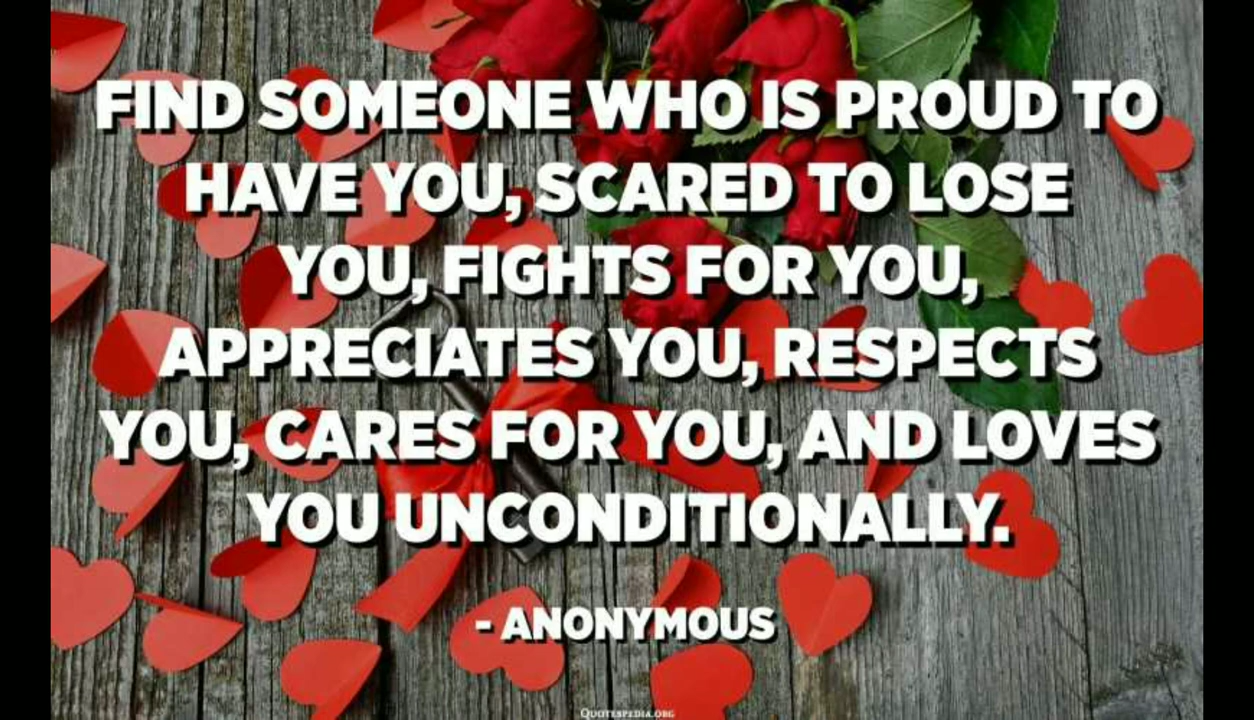 FIND SOMEONE WHO IS PROUD TO
HAVE YOU, SCARED TO LOSE
YOU, FIGHTS FOR YOU,
APPRECIATES YOU, RESPECTS
YOU, CARES FOR YOU, AND LOVES
YOU UNCONDITIONALLY.
- ANONYMOUS
QUOTESPEDIA.ORG